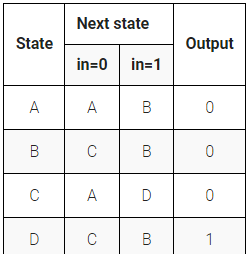 State Next state Output
in=0 in=1
A A B 0
B C B 0
C A D 0
D C B 1